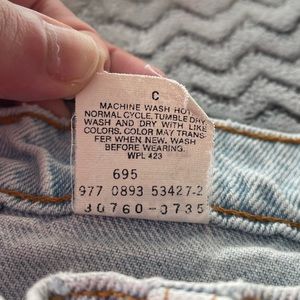 C
MACHINE WASH HOT
NORMAL CYCLE. TUMBLE DRY
WASH AND DRY WITH LIKE
COLORS. COLOR MAY TRANS-
FER WHEN NEW. WASH
BEFORE WEARING.
WPL 423
695
977 0893 53427-2
30760-0735